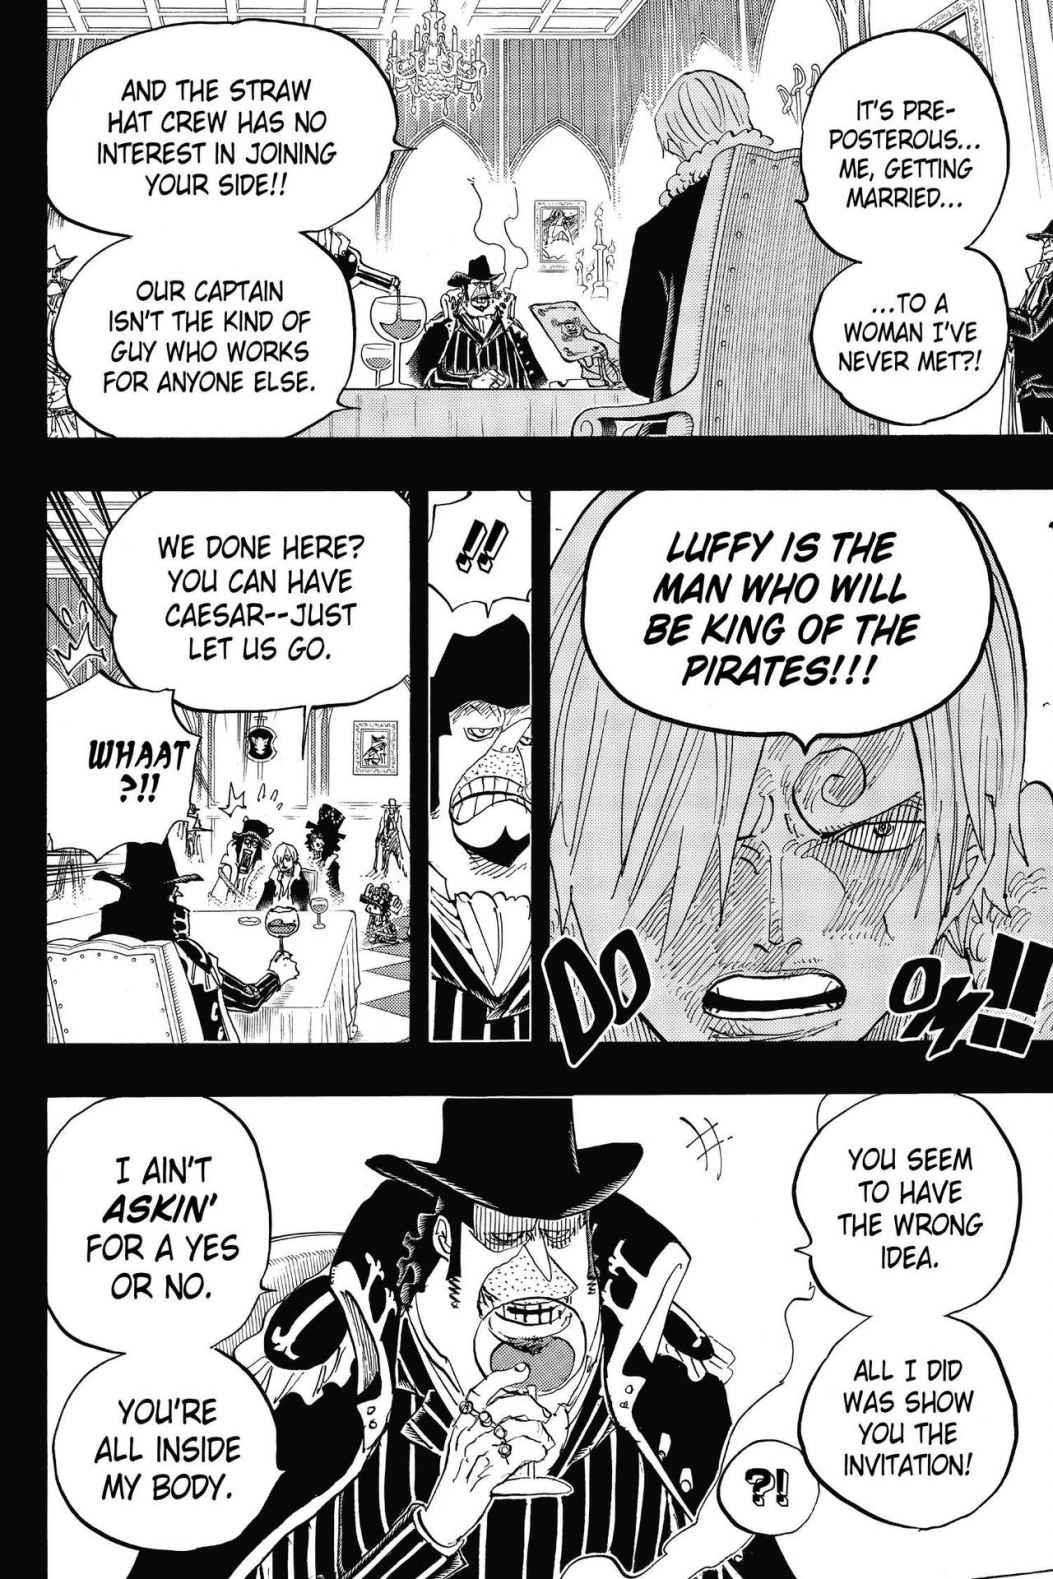 IT'S PRE-
POSTEROUS...
ME, GETTING
MARRIED...
...TO A
WOMAN I'VE
NEVER MET?!
AND THE STRAW
HAT CREW HAS NO
INTEREST IN JOINING
YOUR SIDE!!
OUR CAPTAIN
ISN'T THE KIND OF
GUY WHO WORKS
FOR ANYONE ELSE.
LUFFY IS THE
MAN WHO WILL
BE KING OF THE
PIRATES!!!
DO
OM!!
!!
WE DONE HERE?
YOU CAN HAVE
CAESAR--JUST
LET US GO.
WHAAT
?!!
YOU SEEM
TO HAVE
THE WRONG
IDEA.
ALL I DID
WAS SHOW
YOU THE
INVITATION!
?!
I AIN'T
ASKIN'
FOR A YES
OR NO.
YOU'RE
ALL INSIDE
MY BODY.